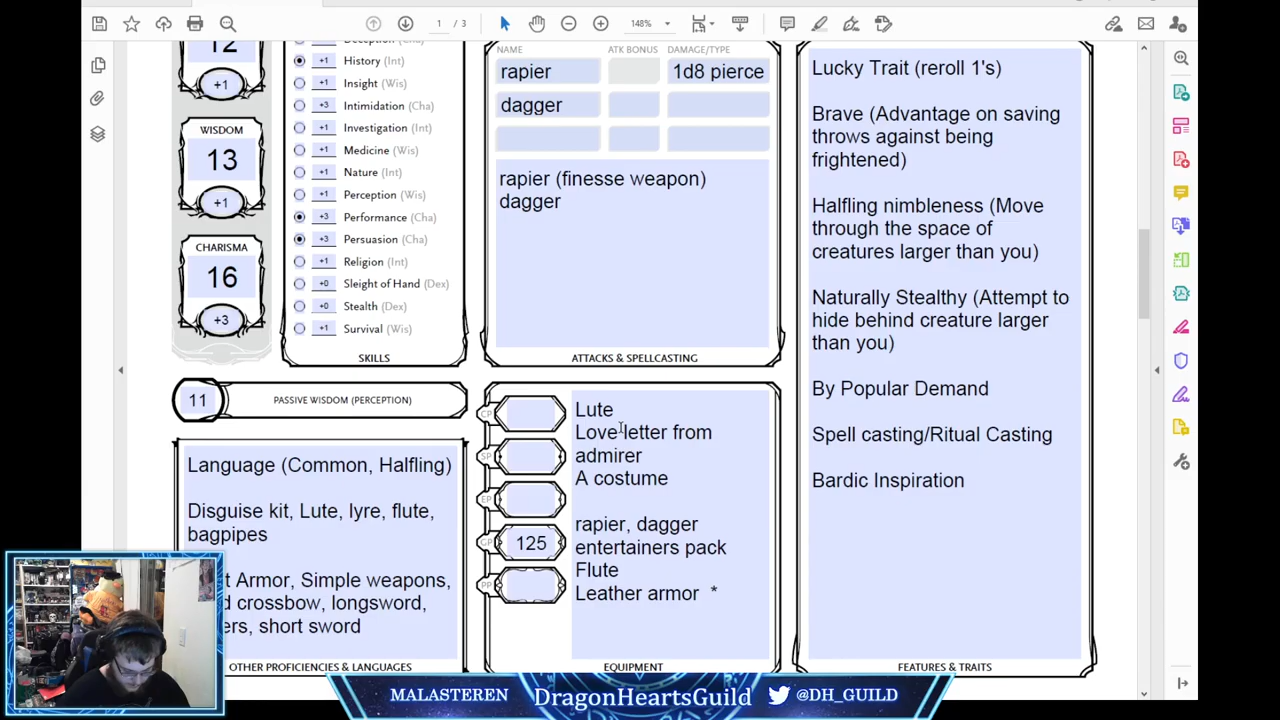 1 / 3
148%
12
+1
WISDOM
13
+1
CHARISMA
16
+3
Deception (Cha)
+1 History (Int)
+1 Insight (Wis)
+3 Intimidation (Cha)
+1 Investigation (Int)
+1 Medicine (Wis)
+1 Nature (Int)
+1 Perception (Wis)
+3 Performance (Cha)
+3 Persuasion (Cha)
+1 Religion (Int)
+0 Sleight of Hand (Dex)
+0 Stealth (Dex)
+1 Survival (Wis)
SKILLS
11 PASSIVE WISDOM (PERCEPTION)
Language (Common, Halfling)
Disguise kit, Lute, lyre, flute,
bagpipes
Armor, Simple weapons,
crossbow, longsword,
short sword
OTHER PROFICIENCIES & LANGUAGES
NAME ATK BONUS DAMAGE/TYPE
rapier 1d8 pierce
dagger
rapier (finesse weapon)
dagger
ATTACKS & SPELLCASTING
CP
SP
EP
GP 125
PP
Lute
Love letter from
admirer
A costume
rapier, dagger
entertainers pack
Flute
Leather armor *
EQUIPMENT
Lucky Trait (reroll 1's)
Brave (Advantage on saving
throws against being
frightened)
Halfling nimbleness (Move
through the space of
creatures larger than you)
Naturally Stealthy (Attempt to
hide behind creature larger
than you)
By Popular Demand
Spell casting/Ritual Casting
Bardic Inspiration
FEATURES & TRAITS
MALASTEREN DragonHeartsGuild @DH_GUILD